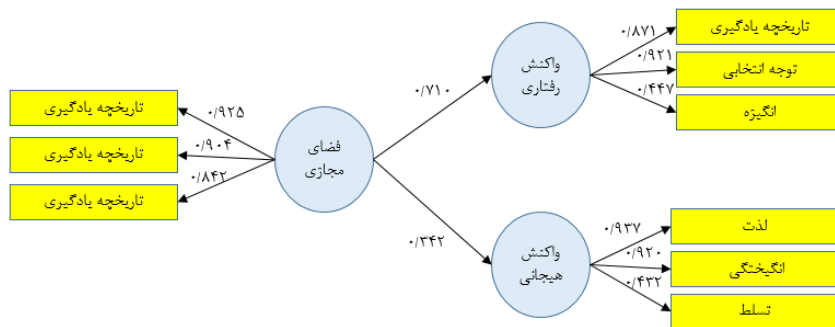 تاریخچه یادگیری
توجه انتخابی
انگیزه
۰/۸۷۱
۰/۹۲۱
۰/۴۴۷
واکنش
رفتاری
۰/۷۱۰
فضای
مجازی
۰/۹۲۵
۰/۹۰۴
۰/۸۴۲
تاریخچه یادگیری
تاریخچه یادگیری
تاریخچه یادگیری
۰/۳۴۲
واکنش
هیجانی
۰/۹۳۷
۰/۹۲۰
۰/۴۳۲
لذت
انگیختگی
تسلط